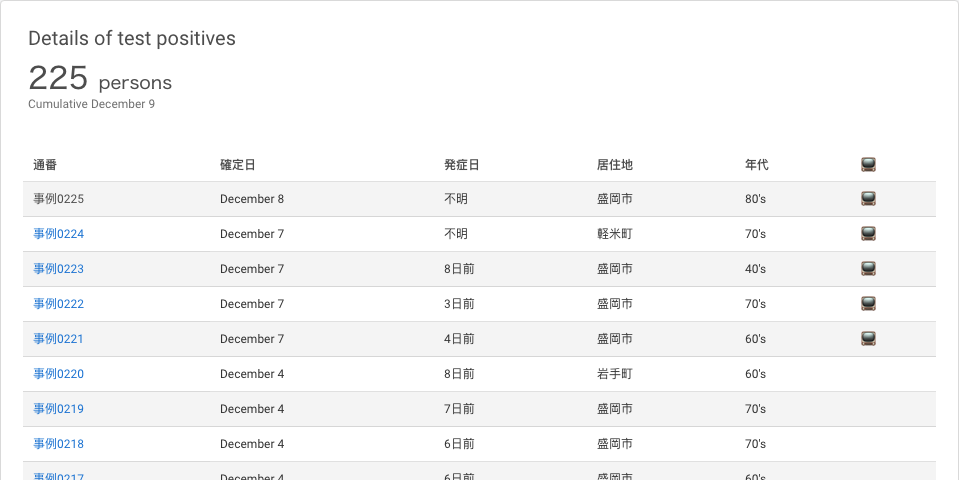 Details of test positives
225 persons
Cumulative December 9
通番 確定日 発症日 居住地 年代
事例0225 December 8 不明 盛岡市 80's
事例0224 December 7 不明 軽米町 70's
事例0223 December 7 8日前 盛岡市 40's
事例0222 December 7 3日前 盛岡市 70's
事例0221 December 7 4日前 盛岡市 60's
事例0220 December 4 8日前 岩手町 60's
事例0219 December 4 7日前 盛岡市 70's
事例0218 December 4 6日前 盛岡市 70's
事例0217 December 4 6日前 盛岡市 60's